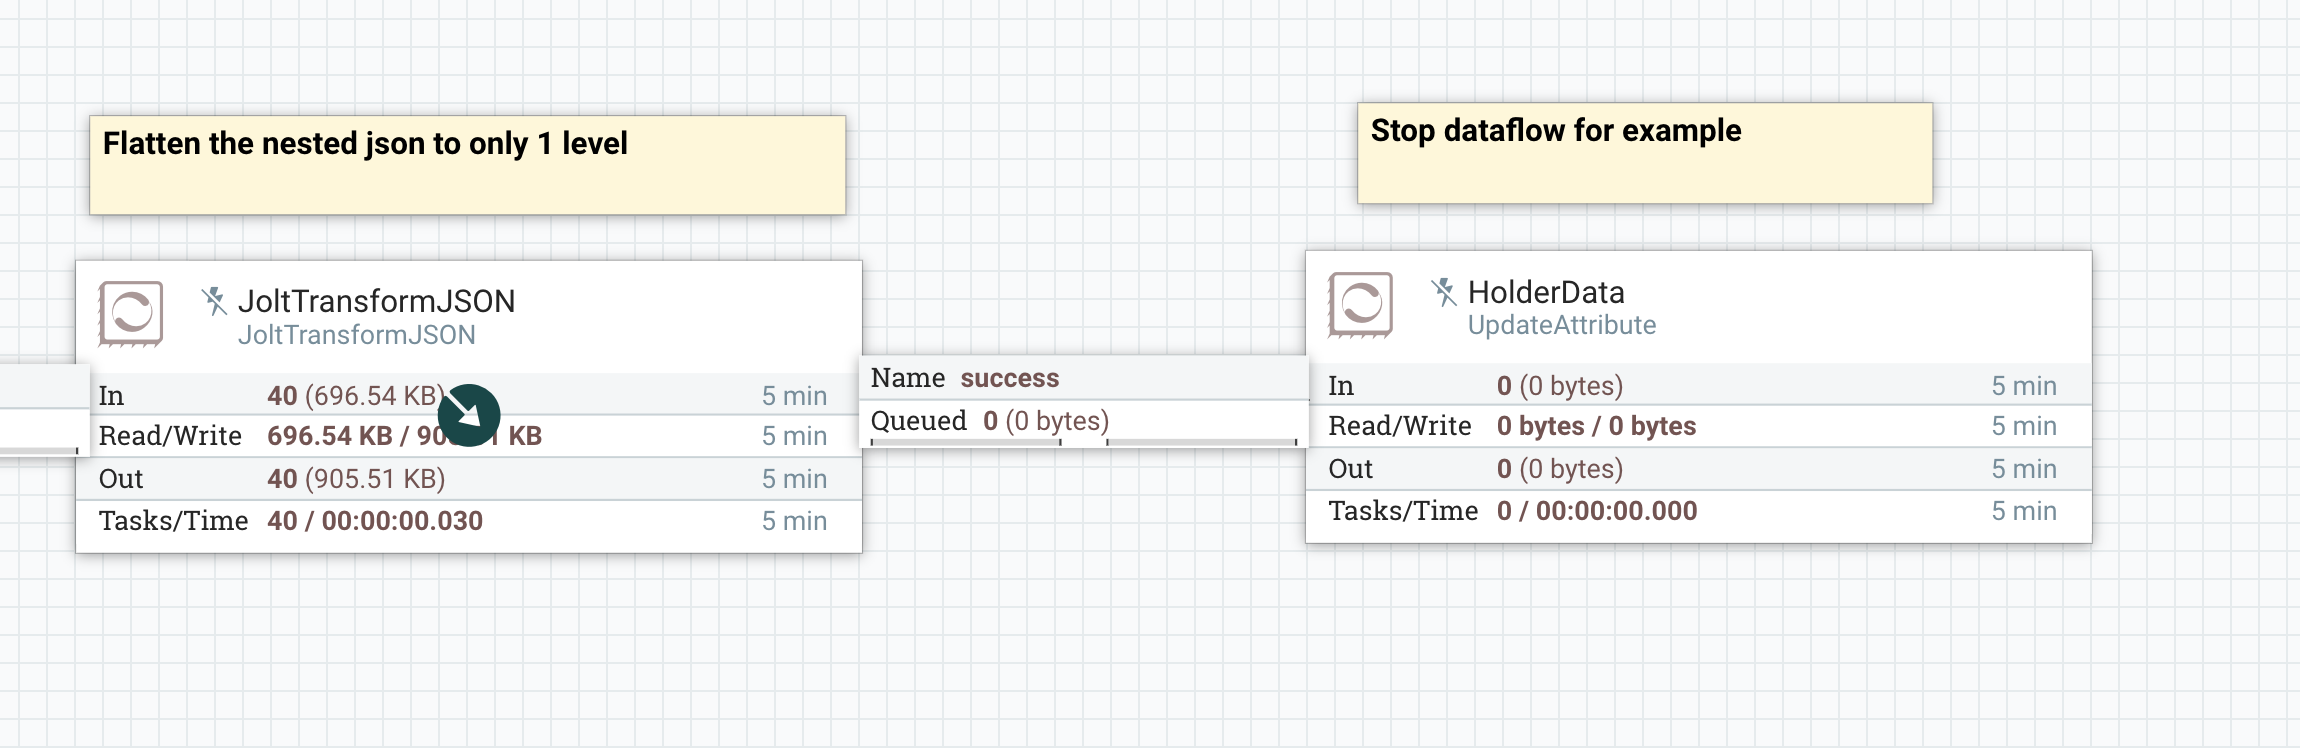 Flatten the nested json to only 1 level
Stop dataflow for example
JoltTransformJSON
JoltTransformJSON
In 40 (696.54 KB) 5 min
Read/Write 696.54 KB / 1 KB 5 min
Out 40 (905.51 KB) 5 min
Tasks/Time 40 / 00:00:00.030 5 min
Name success
Queued 0 (0 bytes)
HolderData
UpdateAttribute
In 0 (0 bytes) 5 min
Read/Write 0 bytes / 0 bytes 5 min
Out 0 (0 bytes) 5 min
Tasks/Time 0 / 00:00:00.000 5 min